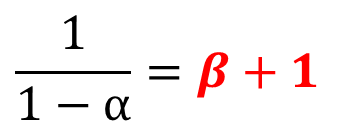 1/(1 − α) = β + 1